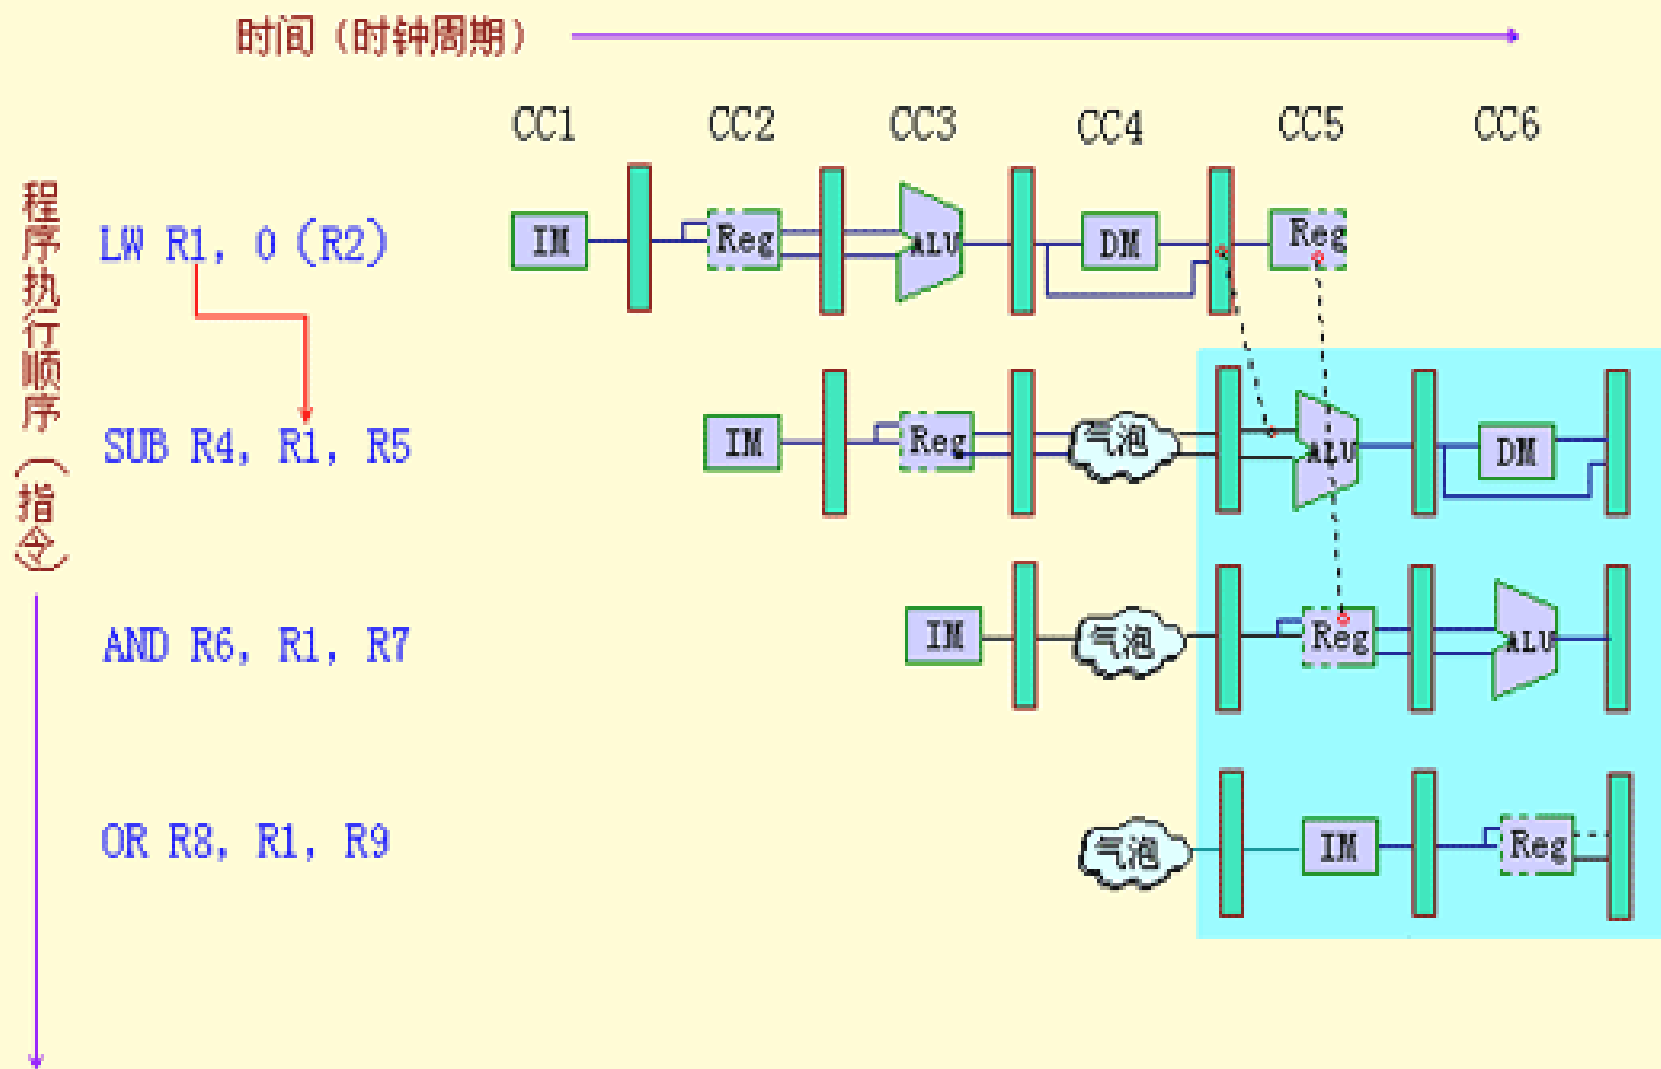 时间（时钟周期）
CC1 CC2 CC3 CC4 CC5 CC6
程序执行顺序（指令）
LW R1, 0 (R2) IM Reg ALU DM Reg
SUB R4, R1, R5 IM Reg 气泡 ALU DM
AND R6, R1, R7 IM 气泡 Reg ALU
OR R8, R1, R9 气泡 IM Reg